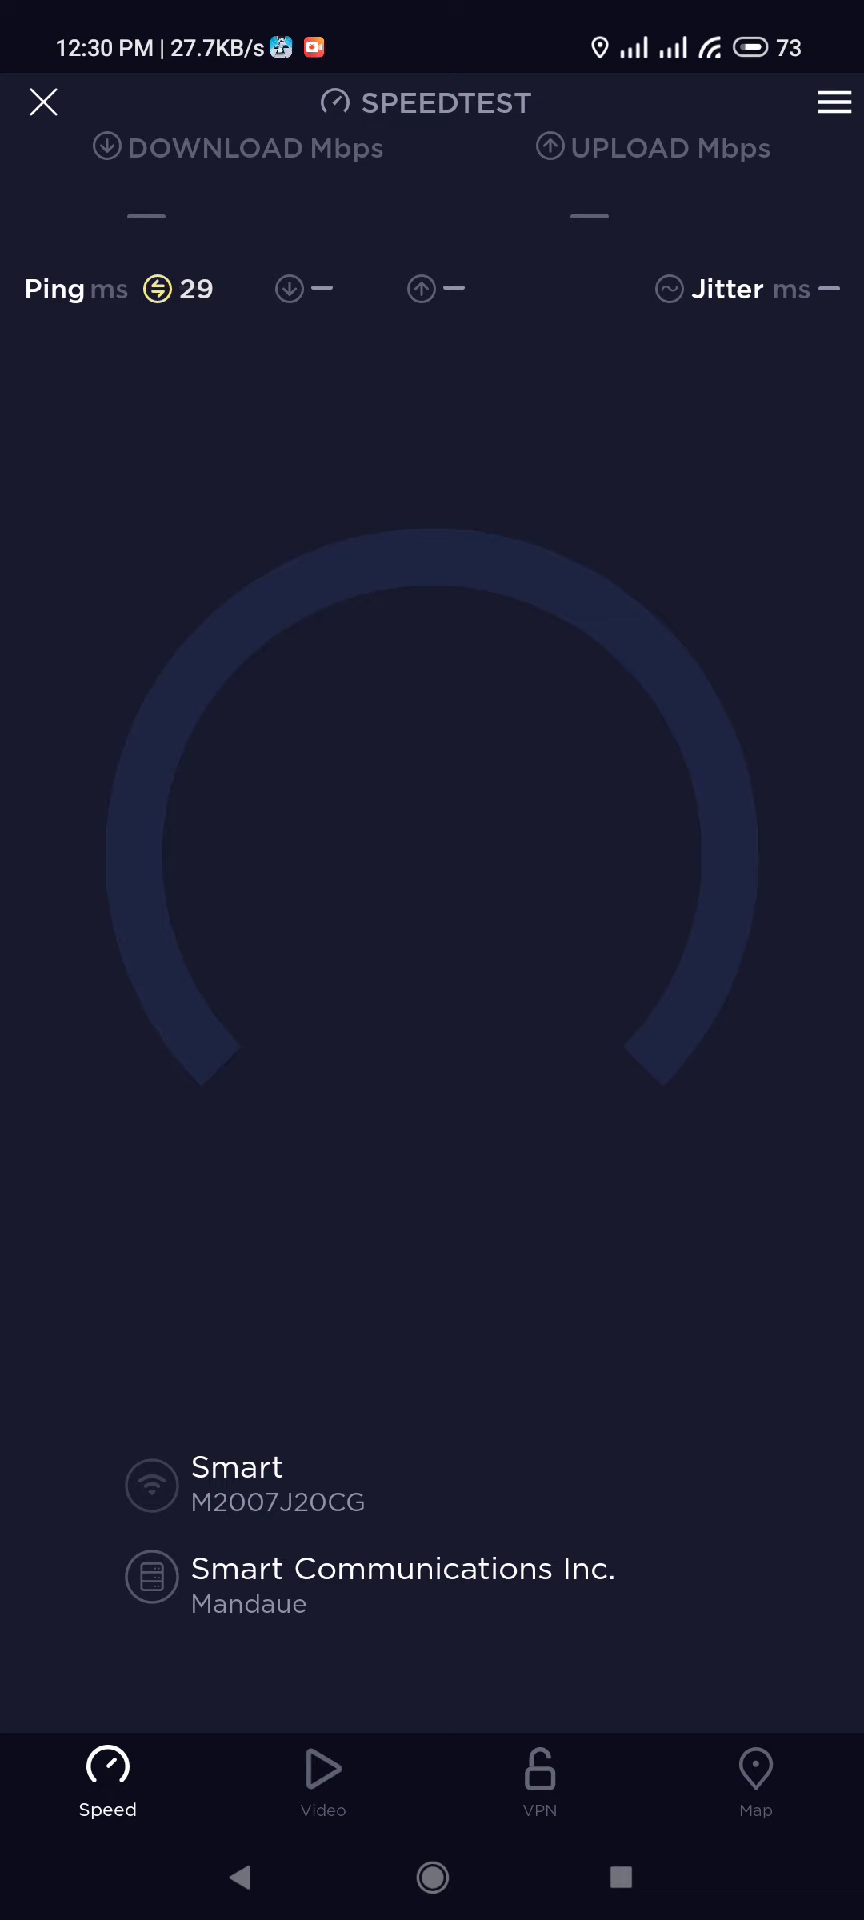 12:30 PM | 27.7KB/s 73
SPEEDTEST
DOWNLOAD Mbps UPLOAD Mbps
— —
Ping ms 29 — — Jitter ms —
Smart
M2007J20CG
Smart Communications Inc.
Mandaue
Speed Video VPN Map